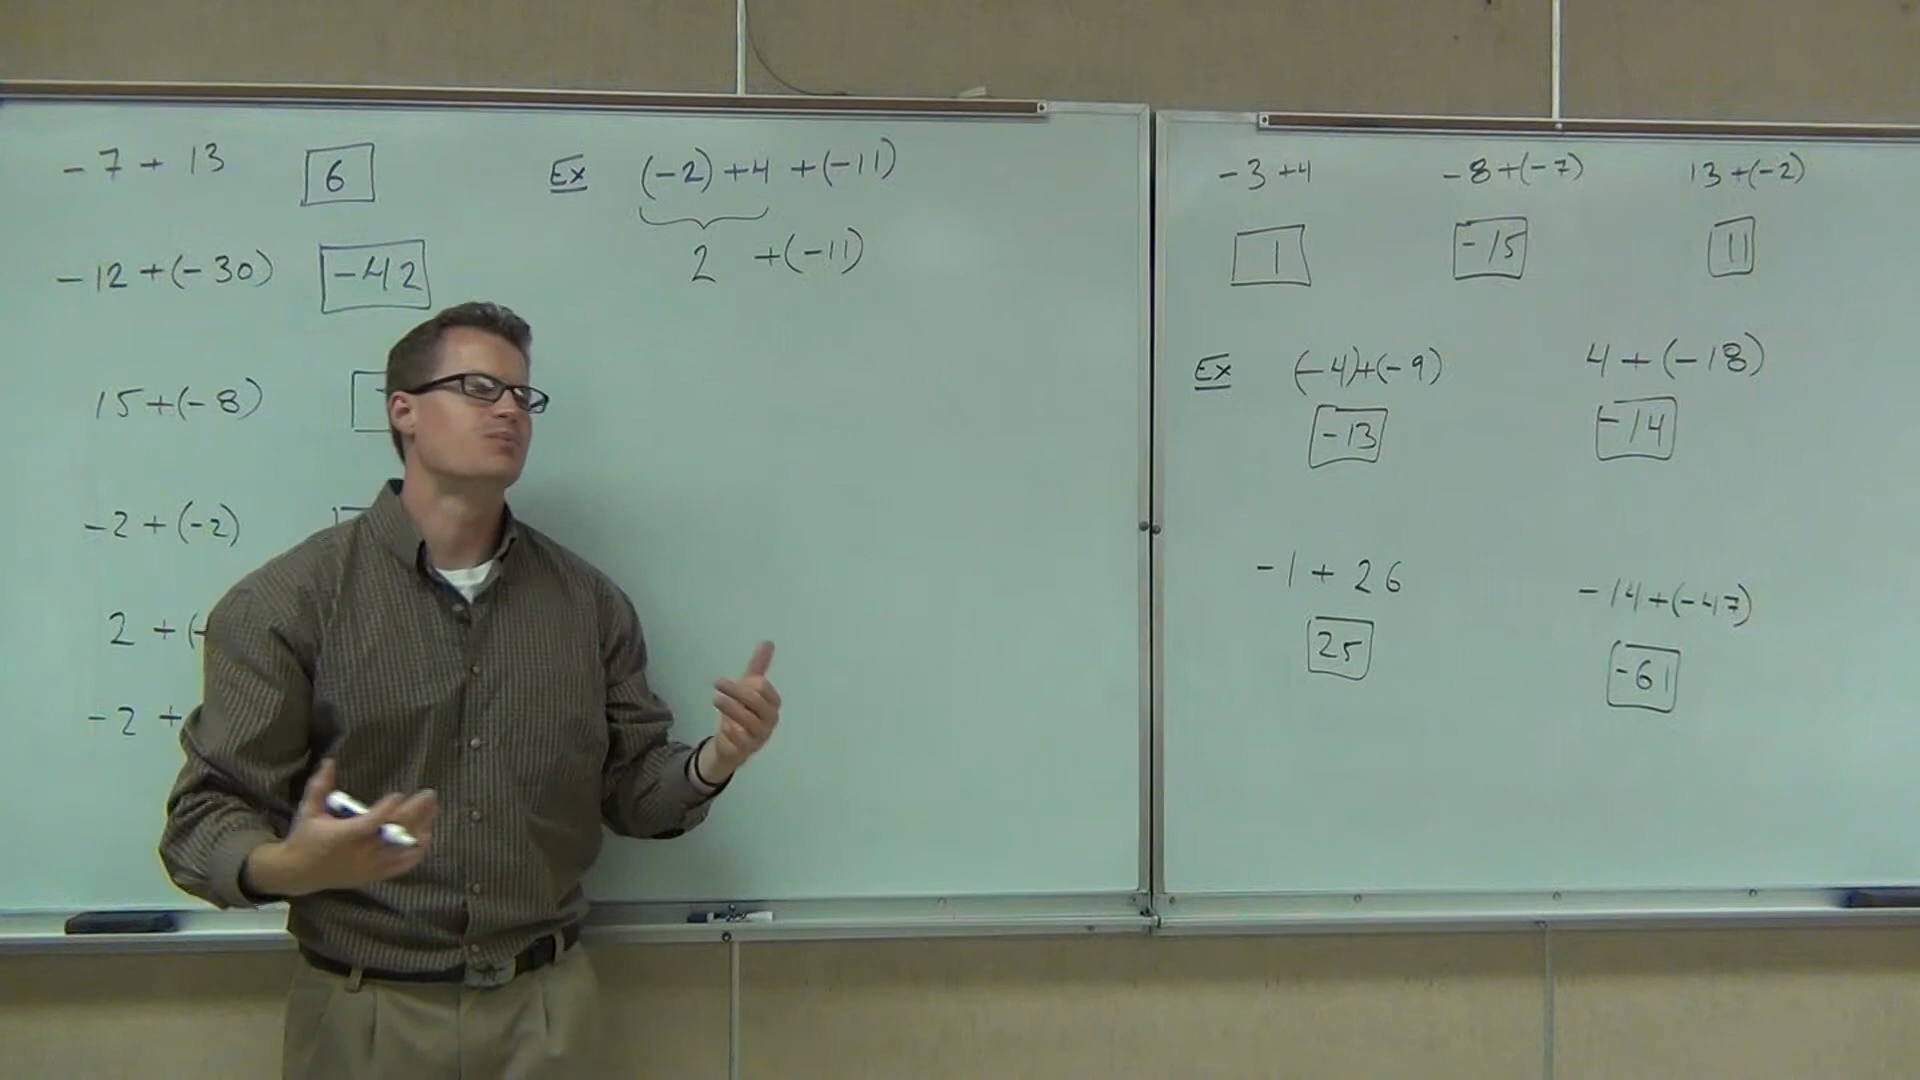 -7 + 13 6
-12 + (-30) -42
15 + (-8)
-2 + (-2)
2 + (-
-2 +
Ex (-2) + 4 + (-11)
2 + (-11)
-3 + 4 -8 + (-7) 13 + (-2)
1 -15 11
Ex (-4) + (-9) 4 + (-18)
-13 -14
-1 + 26 -14 + (-47)
25 -61